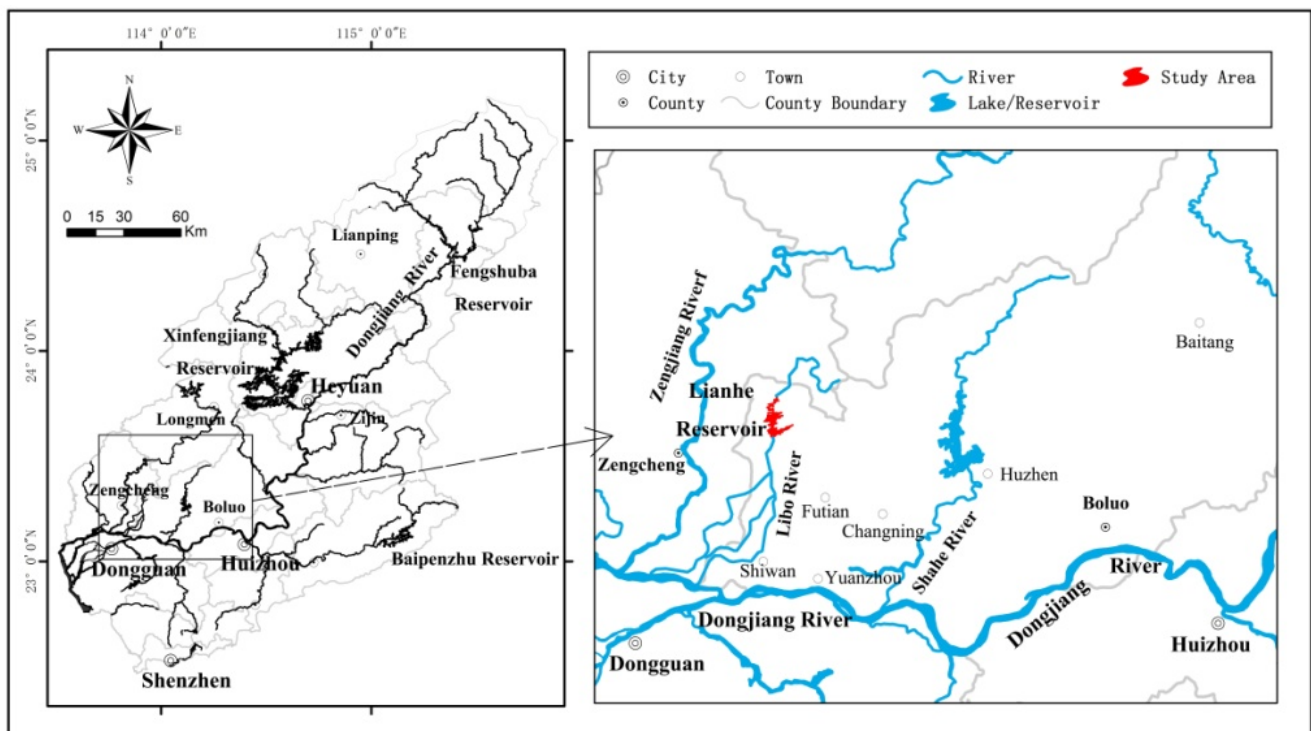 114° 0′0″E
115° 0′0″E
25° 0′0″N
24° 0′0″N
23° 0′0″N
N
W
E
S
0 15 30 60
Km
Lianping
Dongjiang River
Fengshuba
Reservoir
Xinfengjiang
Reservoir
Heyuan
Longmen
Zijin
Zengcheng
Boluo
Dongguan
Huizhou
Baipenzhu Reservoir
Shenzhen
City
Town
River
Study Area
County
County Boundary
Lake/Reservoir
Zengjiang Riverf
Baitang
Lianhe
Reservoir
Zengcheng
Huzhen
Libo River
Futian
Changning
Boluo
Shahe River
Shiwan
Yuanzhou
River
Dongjiang
Dongjiang River
Huizhou
Dongguan